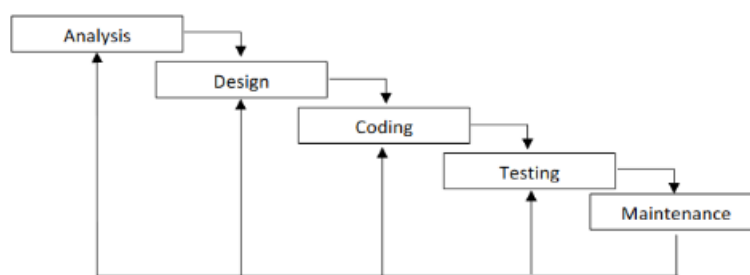 Analysis
Design
Coding
Testing
Maintenance